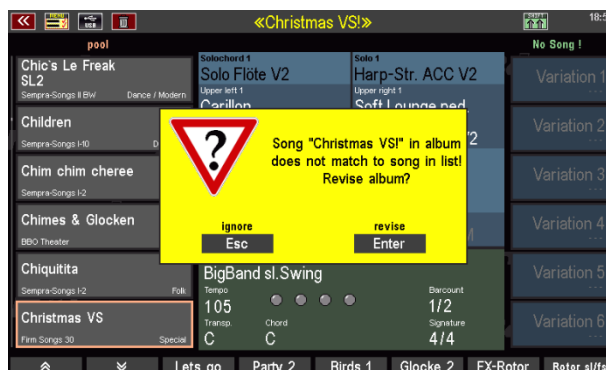 MENU
USB
«Christmas VS!»
SHIFT
pool
No Song !
Chic's Le Freak
SL2
Sempra-Songs II BW Dance / Modern
Children
Sempra-Songs I-10
Chim chim cheree
Sempra-Songs I-2
Chimes & Glocken
BBO Theater
Chiquitita
Sempra-Songs I-2 Folk
Christmas VS
Firm Songs 30 Special
Solochord 1
Solo Flöte V2
Solo 1
Harp-Str. ACC V2
Upper left 1
Carillon
Upper right 1
Soft Lounge ped.
Song "Christmas VS!" in album
does not match to song in list!
Revise album?
ignore
Esc
revise
Enter
BigBand sl.Swing
Tempo
105
Barcount
1/2
Transp.
C
Chord
C
Signature
4/4
Variation 1
Variation 2
Variation 3
Variation 4
Variation 5
Variation 6
Lets go Party 2 Birds 1 Glocke 2 FX-Rotor Rotor sl/fs